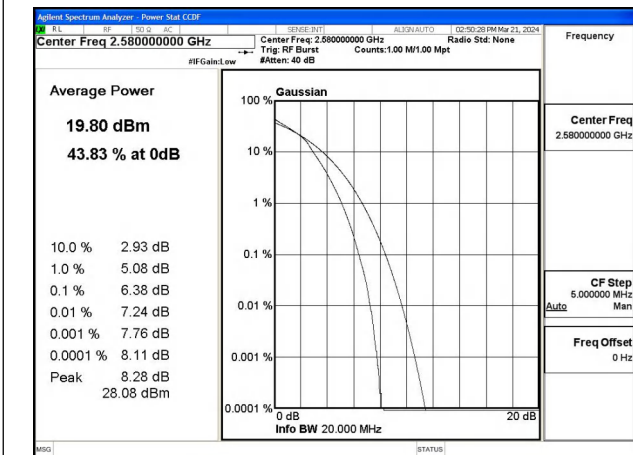 Agilent Spectrum Analyzer - Power Stat CCDF
LXI RL RF 50 Ω AC SENSE:INT ALIGN AUTO 02:50:28 PM Mar 21, 2024
Center Freq 2.580000000 GHz
Center Freq: 2.580000000 GHz Radio Std: None
Trig: RF Burst Counts:1.00 M/1.00 Mpt
#IFGain:Low #Atten: 40 dB
Frequency
Average Power
19.80 dBm
43.83 % at 0dB
10.0 % 2.93 dB
1.0 % 5.08 dB
0.1 % 6.38 dB
0.01 % 7.24 dB
0.001 % 7.76 dB
0.0001 % 8.11 dB
Peak 8.28 dB
28.08 dBm
Gaussian
100 %
10 %
1 %
0.1 %
0.01 %
0.001 %
0.0001 %
0 dB 20 dB
Info BW 20.000 MHz
Center Freq
2.580000000 GHz
CF Step
5.000000 MHz
Auto Man
Freq Offset
0 Hz
MSG STATUS